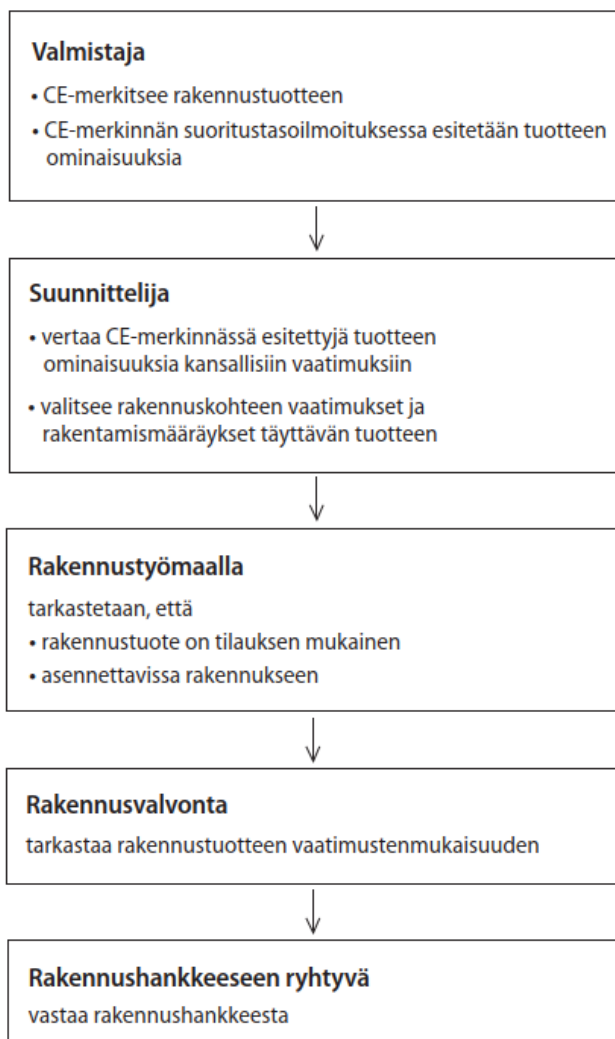 Valmistaja
• CE-merkitsee rakennustuotteen
• CE-merkinnän suoritustasoilmoituksessa esitetään tuotteen
ominaisuuksia
Suunnittelija
• vertaa CE-merkinnässä esitettyjä tuotteen
ominaisuuksia kansallisiin vaatimuksiin
• valitsee rakennuskohteen vaatimukset ja
rakentamismääräykset täyttävän tuotteen
Rakennustyömaalla
tarkastetaan, että
• rakennustuote on tilauksen mukainen
• asennettavissa rakennukseen
Rakennusvalvonta
tarkastaa rakennustuotteen vaatimustenmukaisuuden
Rakennushankkeeseen ryhtyvä
vastaa rakennushankkeesta